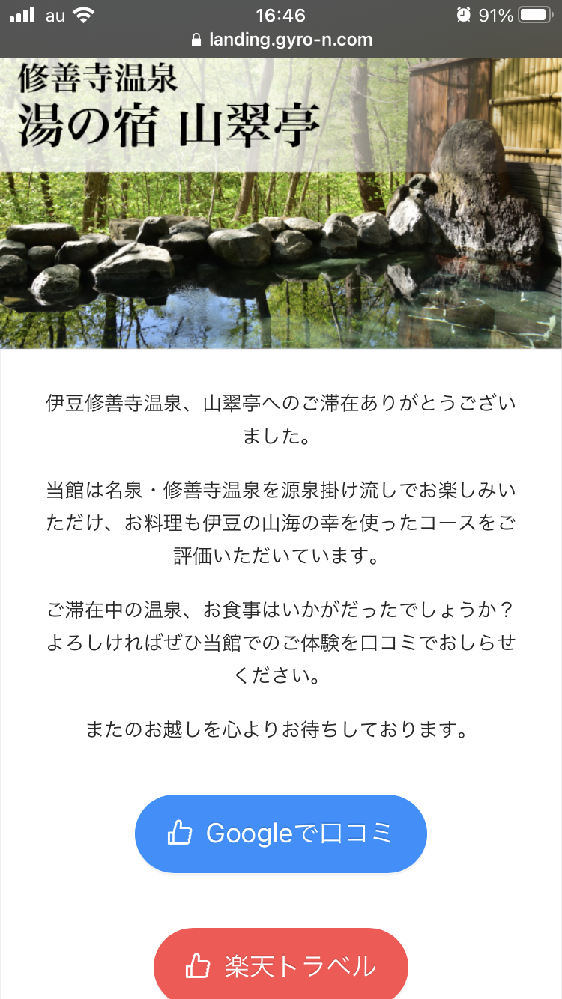 au
16:46
91%
landing.gyro-n.com
修善寺温泉
湯の宿 山翠亭
伊豆修善寺温泉、山翠亭へのご滞在ありがとうござい
ました。
当館は名泉・修善寺温泉を源泉掛け流しでお楽しみい
ただけ、お料理も伊豆の山海の幸を使ったコースをご
評価いただいています。
ご滞在中の温泉、お食事はいかがだったでしょうか？
よろしければぜひ当館でのご体験を口コミでおしらせ
ください。
またのお越しを心よりお待ちしております。
Googleで口コミ
楽天トラベル